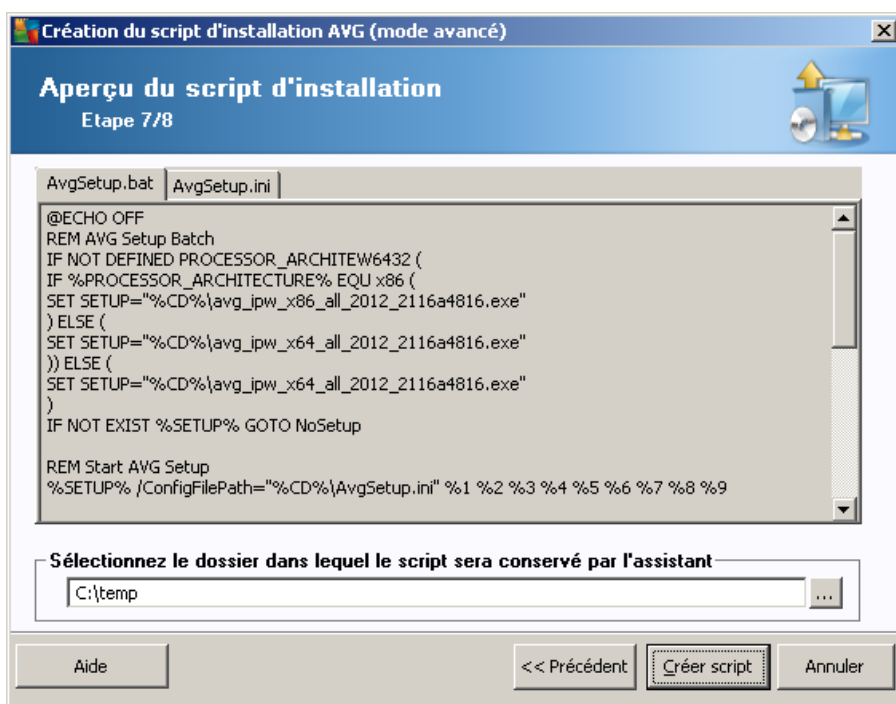 Création du script d'installation AVG (mode avancé)
Aperçu du script d'installation
Etape 7/8
AvgSetup.bat
AvgSetup.ini
@ECHO OFF
REM AVG Setup Batch
IF NOT DEFINED PROCESSOR_ARCHITEW6432 (
IF %PROCESSOR_ARCHITECTURE% EQU x86 (
SET SETUP="%CD%\avg_ipw_x86_all_2012_2116a4816.exe"
) ELSE (
SET SETUP="%CD%\avg_ipw_x64_all_2012_2116a4816.exe"
)) ELSE (
SET SETUP="%CD%\avg_ipw_x64_all_2012_2116a4816.exe"
)
IF NOT EXIST %SETUP% GOTO NoSetup
REM Start AVG Setup
%SETUP% /ConfigFilePath="%CD%\AvgSetup.ini" %1 %2 %3 %4 %5 %6 %7 %8 %9
Sélectionnez le dossier dans lequel le script sera conservé par l'assistant
C:\temp
...
Aide
<< Précédent
Créer script
Annuler